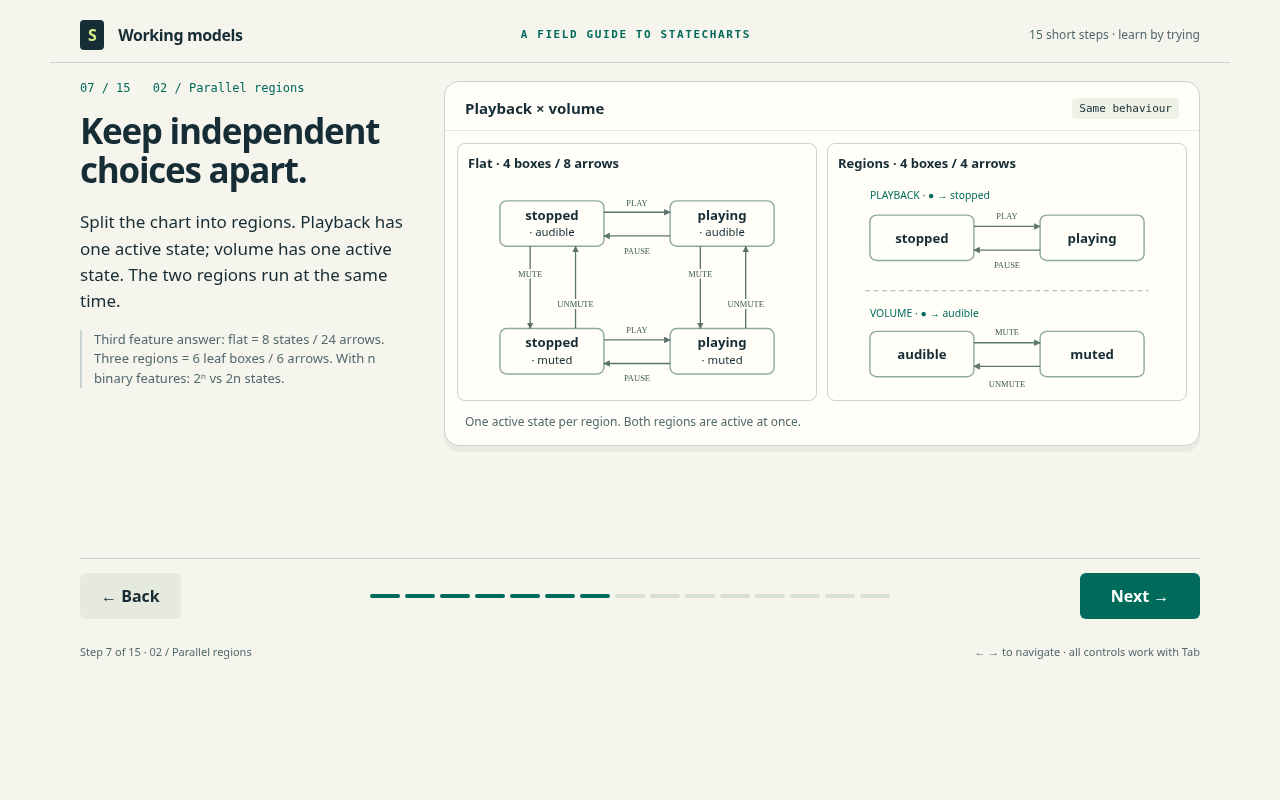 S Working models
A FIELD GUIDE TO STATECHARTS
15 short steps · learn by trying
07 / 15 02 / Parallel regions
Keep independent
choices apart.
Split the chart into regions. Playback has
one active state; volume has one active
state. The two regions run at the same
time.
Third feature answer: flat = 8 states / 24 arrows.
Three regions = 6 leaf boxes / 6 arrows. With n
binary features: 2ⁿ vs 2n states.
Playback × volume
Same behaviour
Flat · 4 boxes / 8 arrows
stopped
· audible
PLAY
PAUSE
playing
· audible
MUTE
UNMUTE
MUTE
UNMUTE
stopped
· muted
PLAY
PAUSE
playing
· muted
Regions · 4 boxes / 4 arrows
PLAYBACK · ● → stopped
stopped
PLAY
PAUSE
playing
VOLUME · ● → audible
audible
MUTE
UNMUTE
muted
One active state per region. Both regions are active at once.
← Back
Next →
Step 7 of 15 · 02 / Parallel regions
← → to navigate · all controls work with Tab